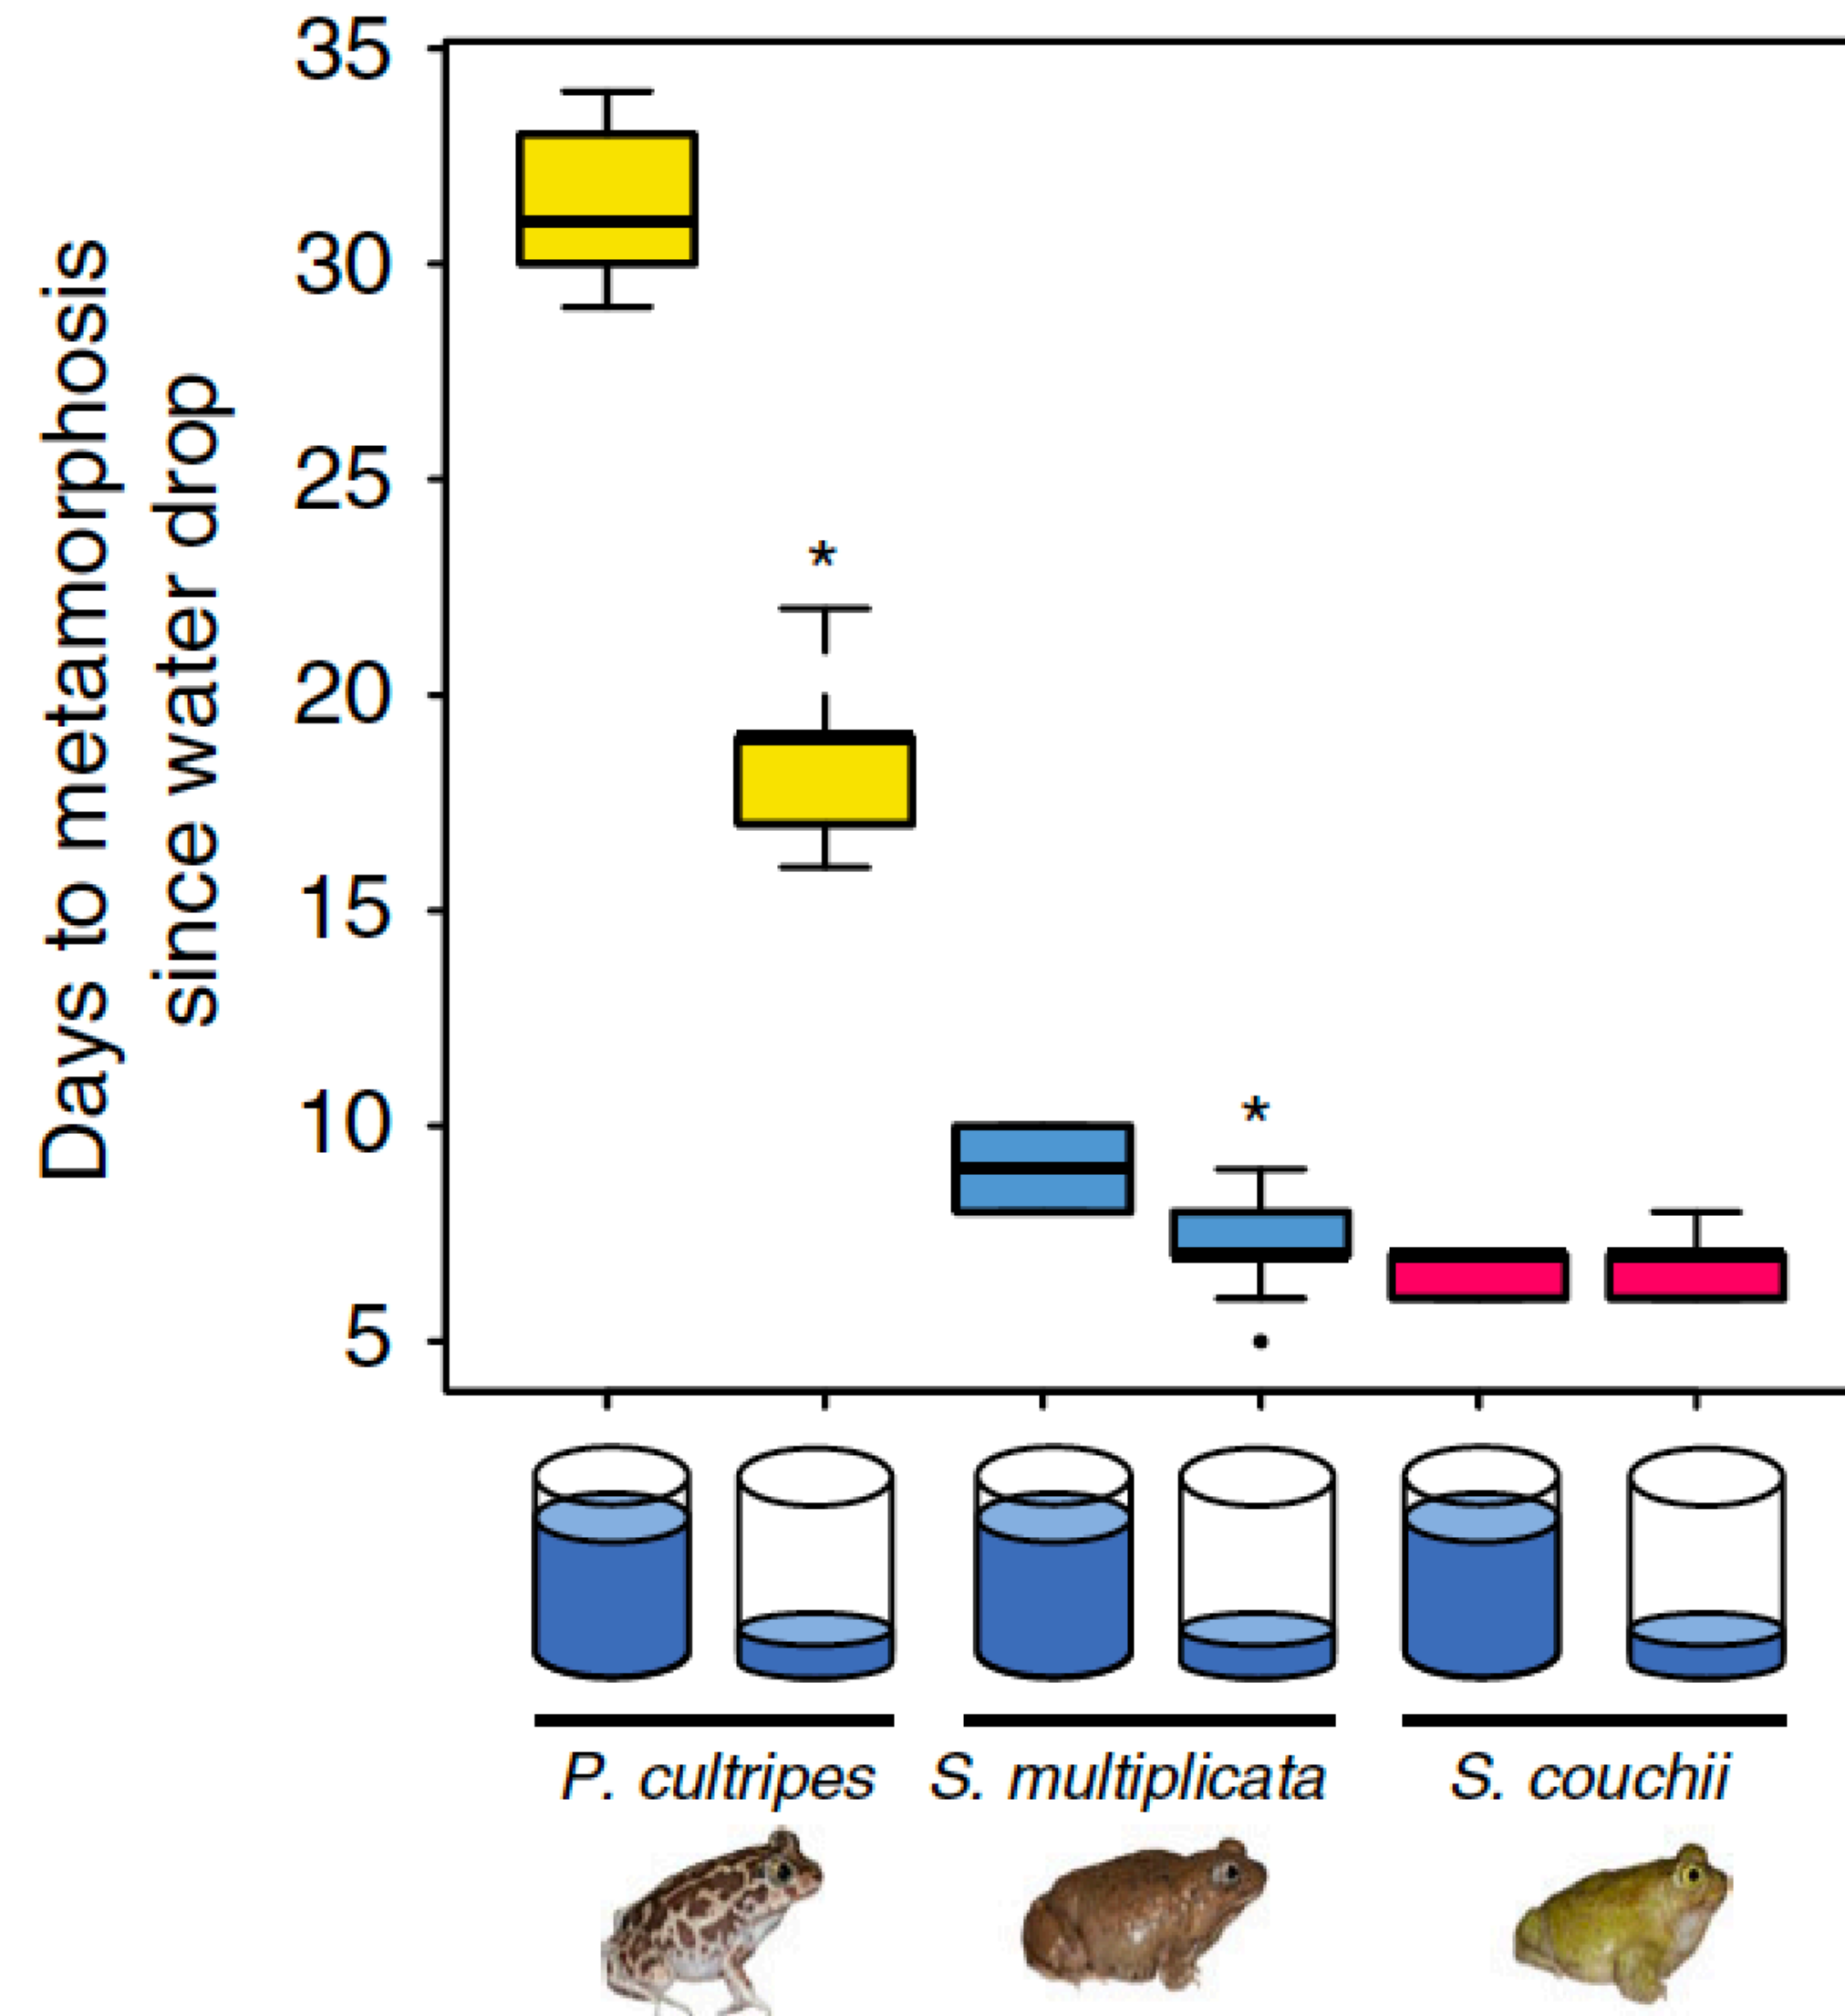 Days to metamorphosis
since water drop
35
30
25
20
15
10
5
*
*
P. cultripes
S. multiplicata
S. couchii